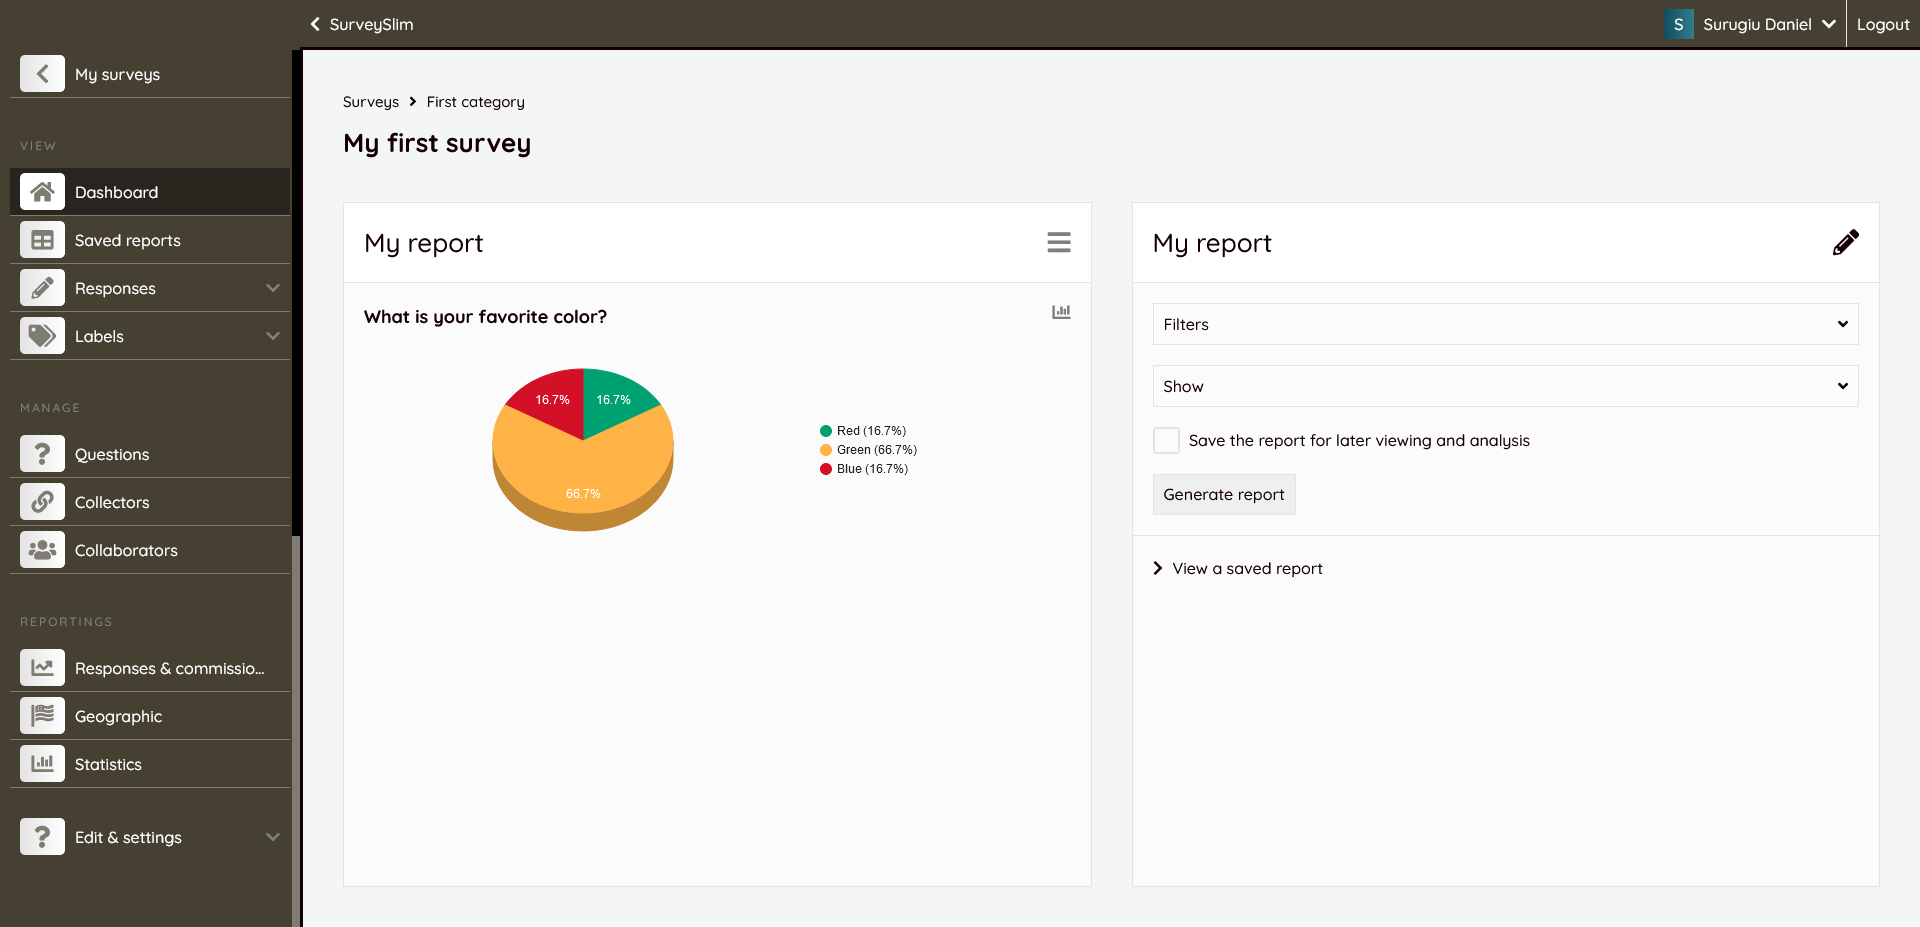 SurveySlim
S Surugiu Daniel Logout
My surveys
VIEW
Dashboard
Saved reports
Responses
Labels
MANAGE
Questions
Collectors
Collaborators
REPORTINGS
Responses & commissio...
Geographic
Statistics
Edit & settings
Surveys First category
My first survey
My report
What is your favorite color?
16.7% 16.7%
66.7%
Red (16.7%)
Green (66.7%)
Blue (16.7%)
My report
Filters
Show
Save the report for later viewing and analysis
Generate report
View a saved report